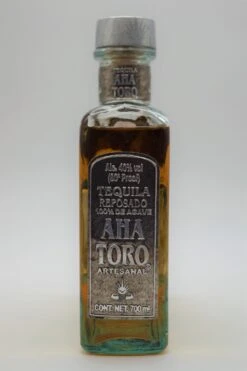 TEQUILA
AHA
TORO
Alc. 40% vol
(80° Proof)
TEQUILA
REPOSADO
100% DE AGAVE
AHA
TORO
ARTESANAL
CONT. NET. 700 ml